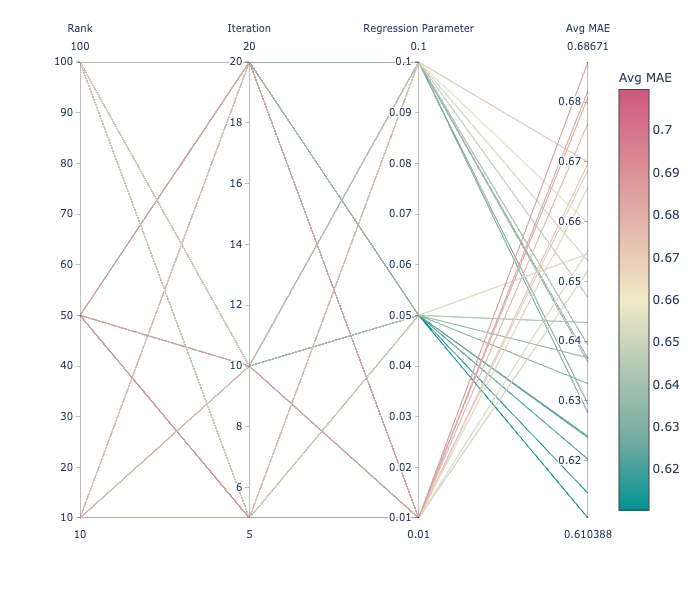 Rank Iteration Regression Parameter Avg MAE
100 20 0.1 0.68671
100 20 0.1
Avg MAE
90 0.09 0.68
18
80 0.08 0.67 0.7
16
70 0.07 0.66 0.69
14
60 0.06 0.65 0.68
12
50 0.05 0.64 0.67
40 10 0.04 0.66
30 8 0.03 0.63 0.65
20 6 0.02 0.62 0.64
10 0.01 0.63
10 5 0.01 0.610388
0.62